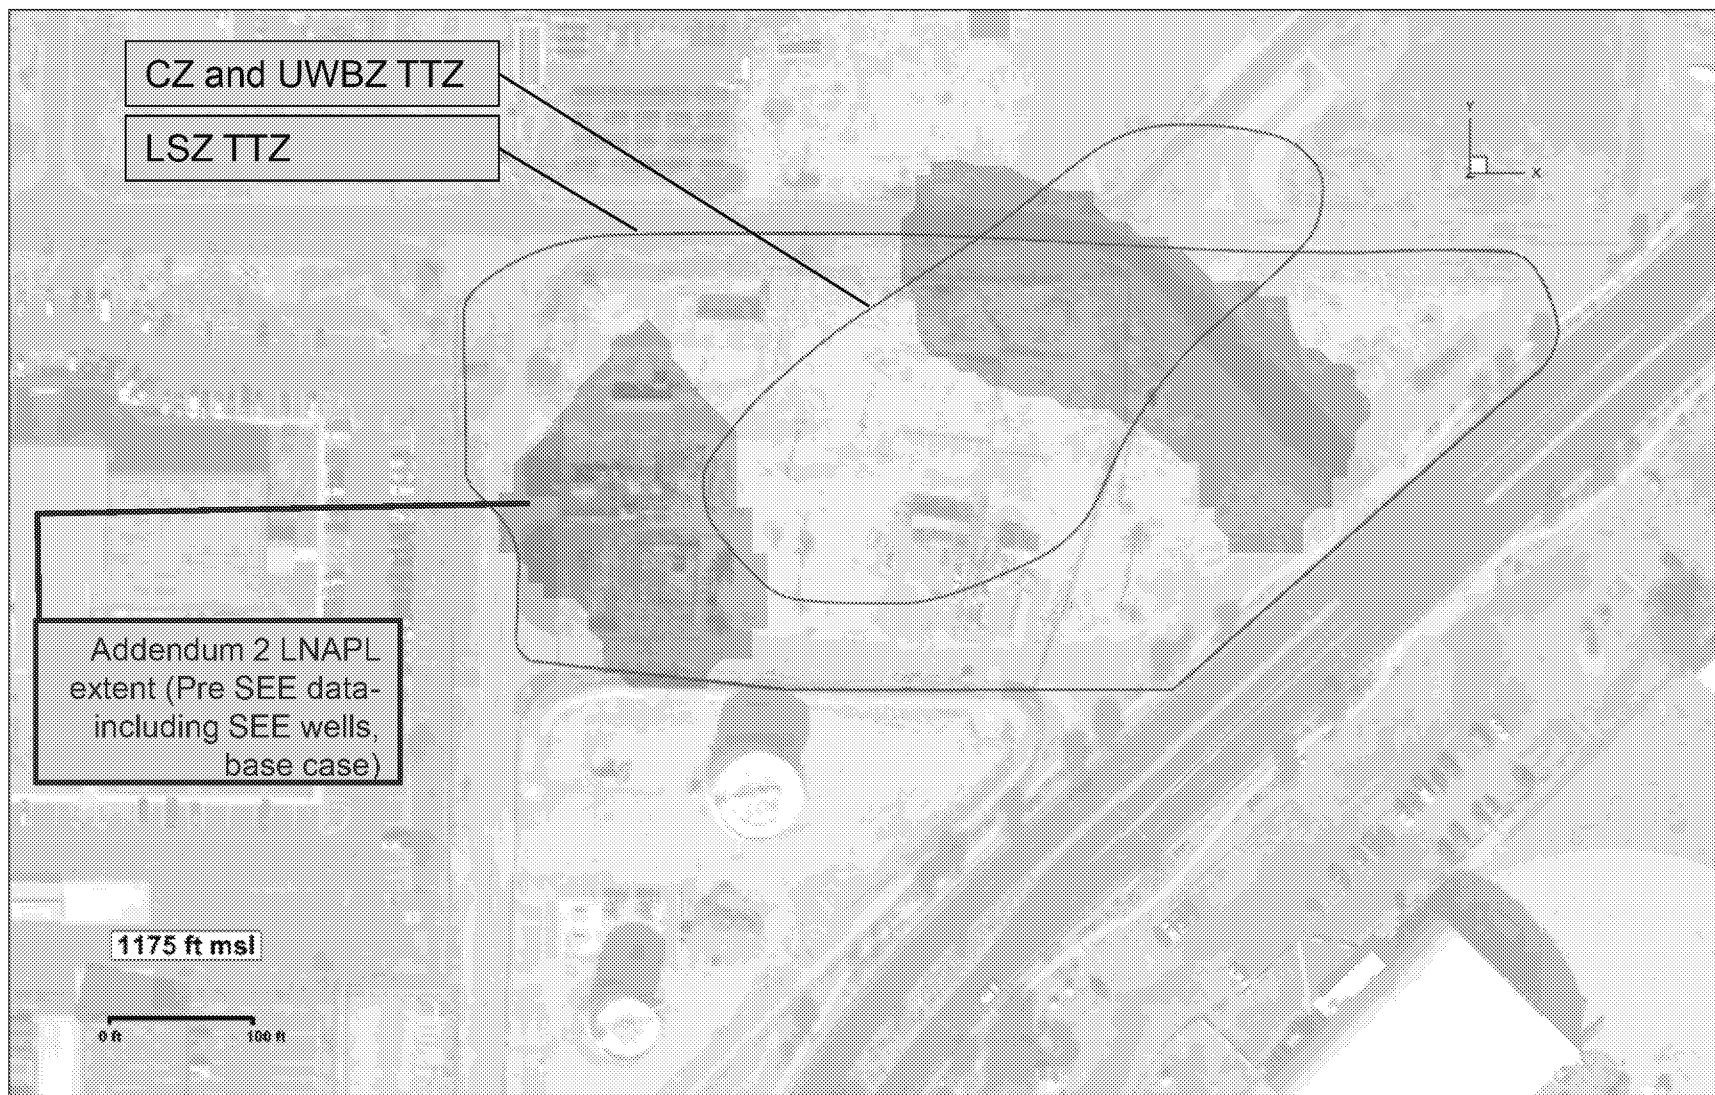 CZ and UWBZ TTZ
LSZ TTZ
Y
X
Z
Addendum 2 LNAPL
extent (Pre SEE data-
including SEE wells,
base case)
1175 ft msl
0 ft 100 ft